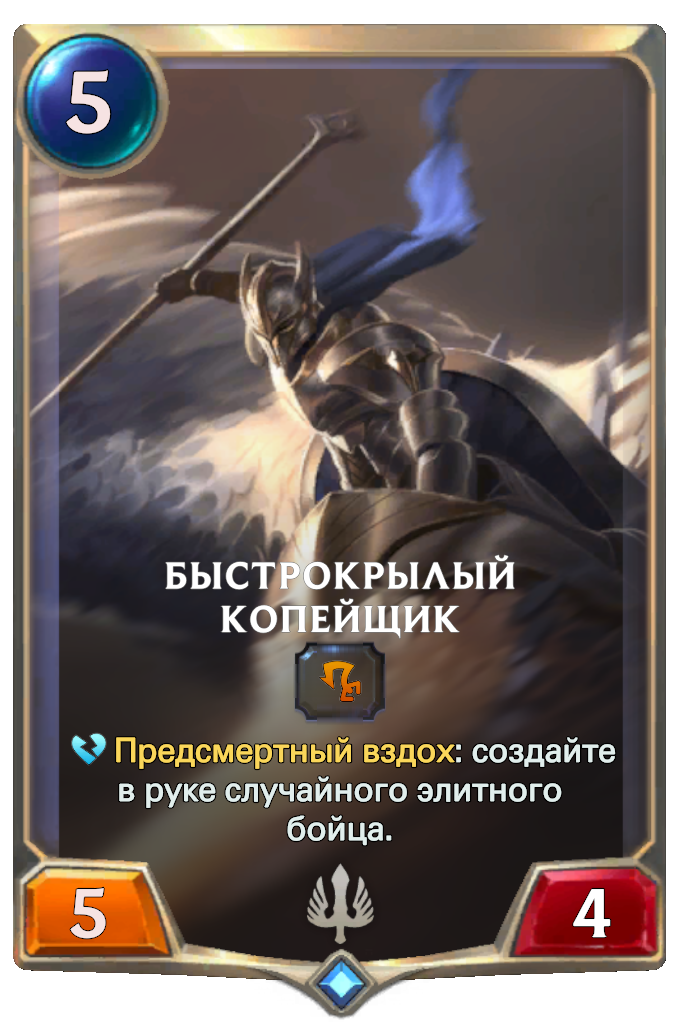 5
БЫСТРОКРЫЛЫЙ
КОПЕЙЩИК
Предсмертный вздох: создайте
в руке случайного элитного
бойца.
5
4